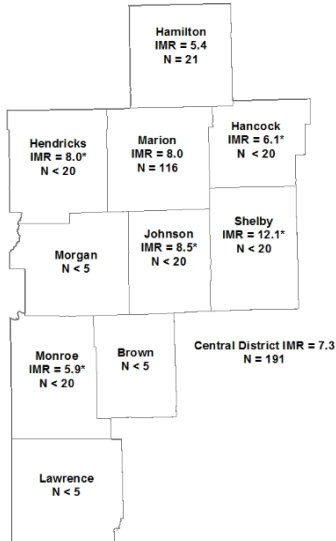 Hamilton
IMR = 5.4
N = 21
Hendricks
IMR = 8.0*
N < 20
Marion
IMR = 8.0
N = 116
Hancock
IMR = 6.1*
N < 20
Morgan
N < 5
Johnson
IMR = 8.5*
N < 20
Shelby
IMR = 12.1*
N < 20
Monroe
IMR = 5.9*
N < 20
Brown
N < 5
Central District IMR = 7.3
N = 191
Lawrence
N < 5